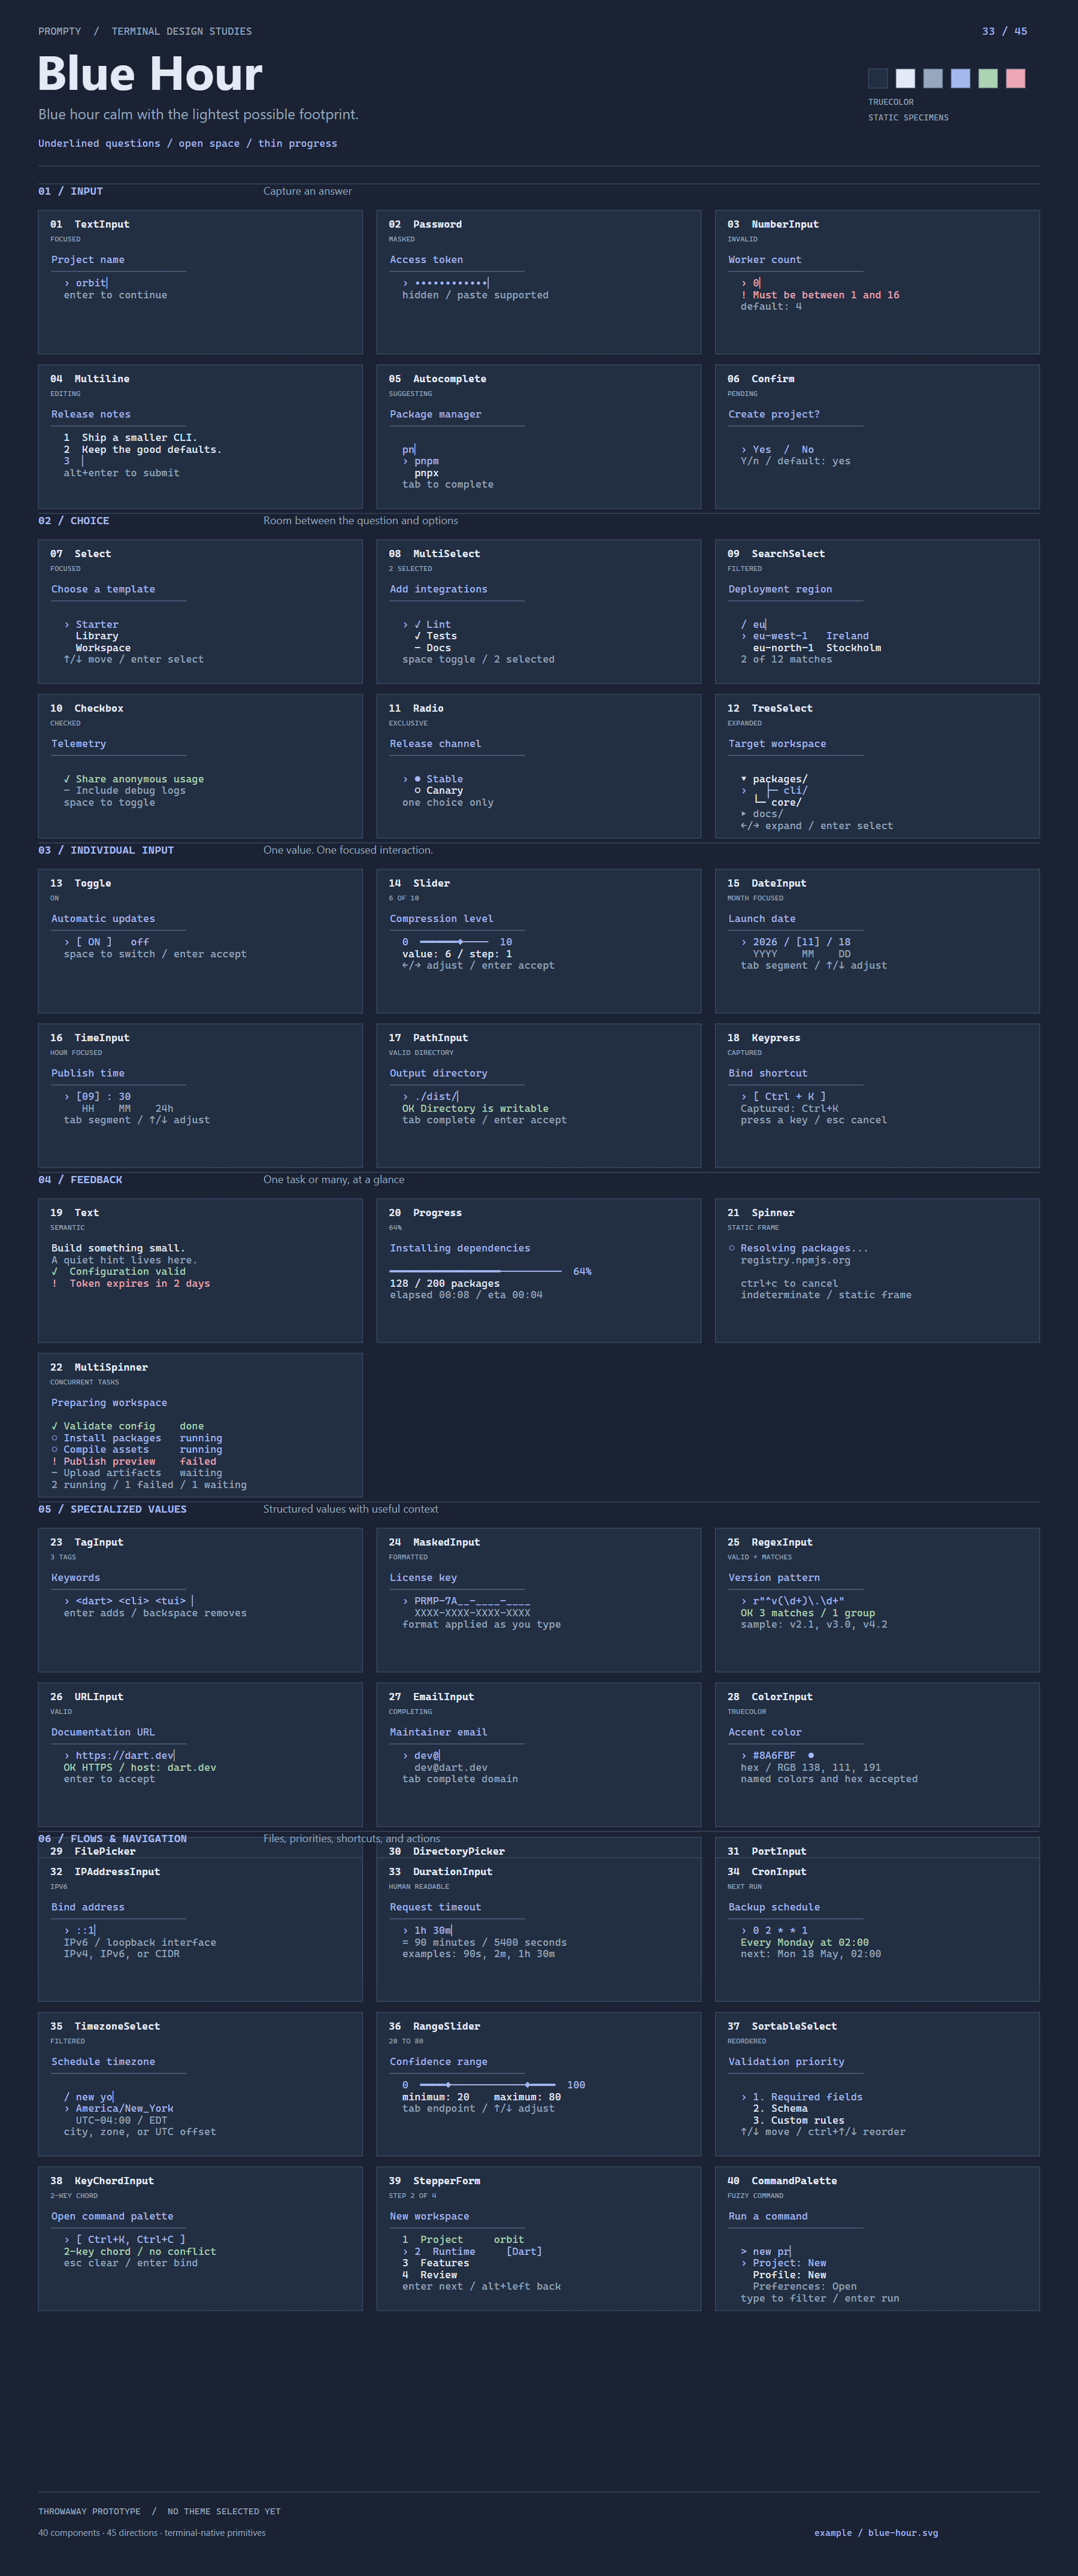 PROMPTY / TERMINAL DESIGN STUDIES
33 / 45
Blue Hour
Blue hour calm with the lightest possible footprint.
TRUECOLOR
STATIC SPECIMENS
Underlined questions / open space / thin progress
01 / INPUT
Capture an answer
01 TextInput
FOCUSED
Project name
› orbit
enter to continue
02 Password
MASKED
Access token
› ••••••••••••
hidden / paste supported
03 NumberInput
INVALID
Worker count
› 0
! Must be between 1 and 16
default: 4
04 Multiline
EDITING
Release notes
1 Ship a smaller CLI.
2 Keep the good defaults.
3
alt+enter to submit
05 Autocomplete
SUGGESTING
Package manager
pn
› pnpm
pnpx
tab to complete
06 Confirm
PENDING
Create project?
› Yes / No
Y/n / default: yes
02 / CHOICE
Room between the question and options
07 Select
FOCUSED
Choose a template
› Starter
Library
Workspace
↑/↓ move / enter select
08 MultiSelect
2 SELECTED
Add integrations
› √ Lint
√ Tests
− Docs
space toggle / 2 selected
09 SearchSelect
FILTERED
Deployment region
/ eu
› eu-west-1 Ireland
eu-north-1 Stockholm
2 of 12 matches
10 Checkbox
CHECKED
Telemetry
√ Share anonymous usage
− Include debug logs
space to toggle
11 Radio
EXCLUSIVE
Release channel
› ● Stable
○ Canary
one choice only
12 TreeSelect
EXPANDED
Target workspace
▾ packages/
› ├─ cli/
└─ core/
▸ docs/
←/→ expand / enter select
03 / INDIVIDUAL INPUT
One value. One focused interaction.
13 Toggle
ON
Automatic updates
› [ ON ] off
space to switch / enter accept
14 Slider
6 OF 10
Compression level
0 10
value: 6 / step: 1
←/→ adjust / enter accept
15 DateInput
MONTH FOCUSED
Launch date
› 2026 / [11] / 18
YYYY MM DD
tab segment / ↑/↓ adjust
16 TimeInput
HOUR FOCUSED
Publish time
› [09] : 30
HH MM 24h
tab segment / ↑/↓ adjust
17 PathInput
VALID DIRECTORY
Output directory
› ./dist/
OK Directory is writable
tab complete / enter accept
18 Keypress
CAPTURED
Bind shortcut
› [ Ctrl + K ]
Captured: Ctrl+K
press a key / esc cancel
04 / FEEDBACK
One task or many, at a glance
19 Text
SEMANTIC
Build something small.
A quiet hint lives here.
√ Configuration valid
! Token expires in 2 days
20 Progress
64%
Installing dependencies
64%
128 / 200 packages
elapsed 00:08 / eta 00:04
21 Spinner
STATIC FRAME
○ Resolving packages...
registry.npmjs.org
ctrl+c to cancel
indeterminate / static frame
22 MultiSpinner
CONCURRENT TASKS
Preparing workspace
√ Validate config done
○ Install packages running
○ Compile assets running
! Publish preview failed
− Upload artifacts waiting
2 running / 1 failed / 1 waiting
05 / SPECIALIZED VALUES
Structured values with useful context
23 TagInput
3 TAGS
Keywords
› <dart> <cli> <tui>
enter adds / backspace removes
24 MaskedInput
FORMATTED
License key
› PRMP-7A__-____-____
XXXX-XXXX-XXXX-XXXX
format applied as you type
25 RegexInput
VALID + MATCHES
Version pattern
› r"^v(\d+)\.\d+"
OK 3 matches / 1 group
sample: v2.1, v3.0, v4.2
26 URLInput
VALID
Documentation URL
› https://dart.dev
OK HTTPS / host: dart.dev
enter to accept
27 EmailInput
COMPLETING
Maintainer email
› dev@
dev@dart.dev
tab complete domain
28 ColorInput
TRUECOLOR
Accent color
› #8A6FBF ●
hex / RGB 138, 111, 191
named colors and hex accepted
06 / FLOWS & NAVIGATION
Files, priorities, shortcuts, and actions
29 FilePicker
30 DirectoryPicker
31 PortInput
32 IPAddressInput
IPV6
Bind address
› ::1
IPv6 / loopback interface
IPv4, IPv6, or CIDR
33 DurationInput
HUMAN READABLE
Request timeout
› 1h 30m
= 90 minutes / 5400 seconds
examples: 90s, 2m, 1h 30m
34 CronInput
NEXT RUN
Backup schedule
› 0 2 * * 1
Every Monday at 02:00
next: Mon 18 May, 02:00
35 TimezoneSelect
FILTERED
Schedule timezone
/ new yo
› America/New_York
UTC-04:00 / EDT
city, zone, or UTC offset
36 RangeSlider
20 TO 80
Confidence range
0 100
minimum: 20 maximum: 80
tab endpoint / ↑/↓ adjust
37 SortableSelect
REORDERED
Validation priority
› 1. Required fields
2. Schema
3. Custom rules
↑/↓ move / ctrl+↑/↓ reorder
38 KeyChordInput
2-KEY CHORD
Open command palette
› [ Ctrl+K, Ctrl+C ]
2-key chord / no conflict
esc clear / enter bind
39 StepperForm
STEP 2 OF 4
New workspace
1 Project orbit
› 2 Runtime [Dart]
3 Features
4 Review
enter next / alt+left back
40 CommandPalette
FUZZY COMMAND
Run a command
> new pr
› Project: New
Profile: New
Preferences: Open
type to filter / enter run
THROWAWAY PROTOTYPE / NO THEME SELECTED YET
40 components · 45 directions · terminal-native primitives
example / blue-hour.svg